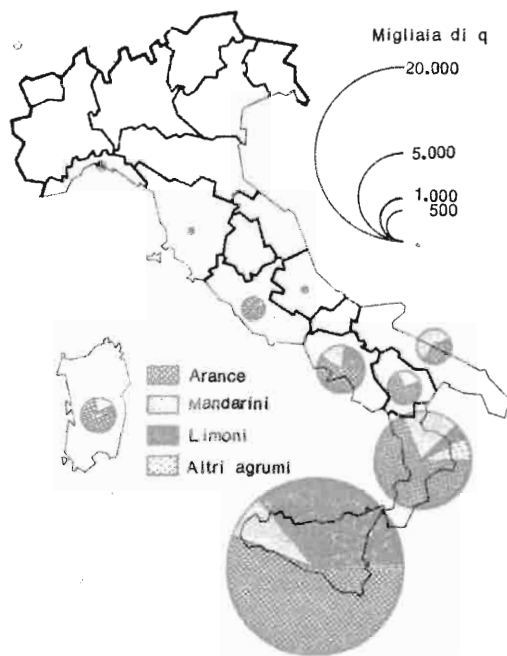 Migliaia di q
20.000
5.000
1.000
500
Arance
Mandarini
Limoni
Altri agrumi